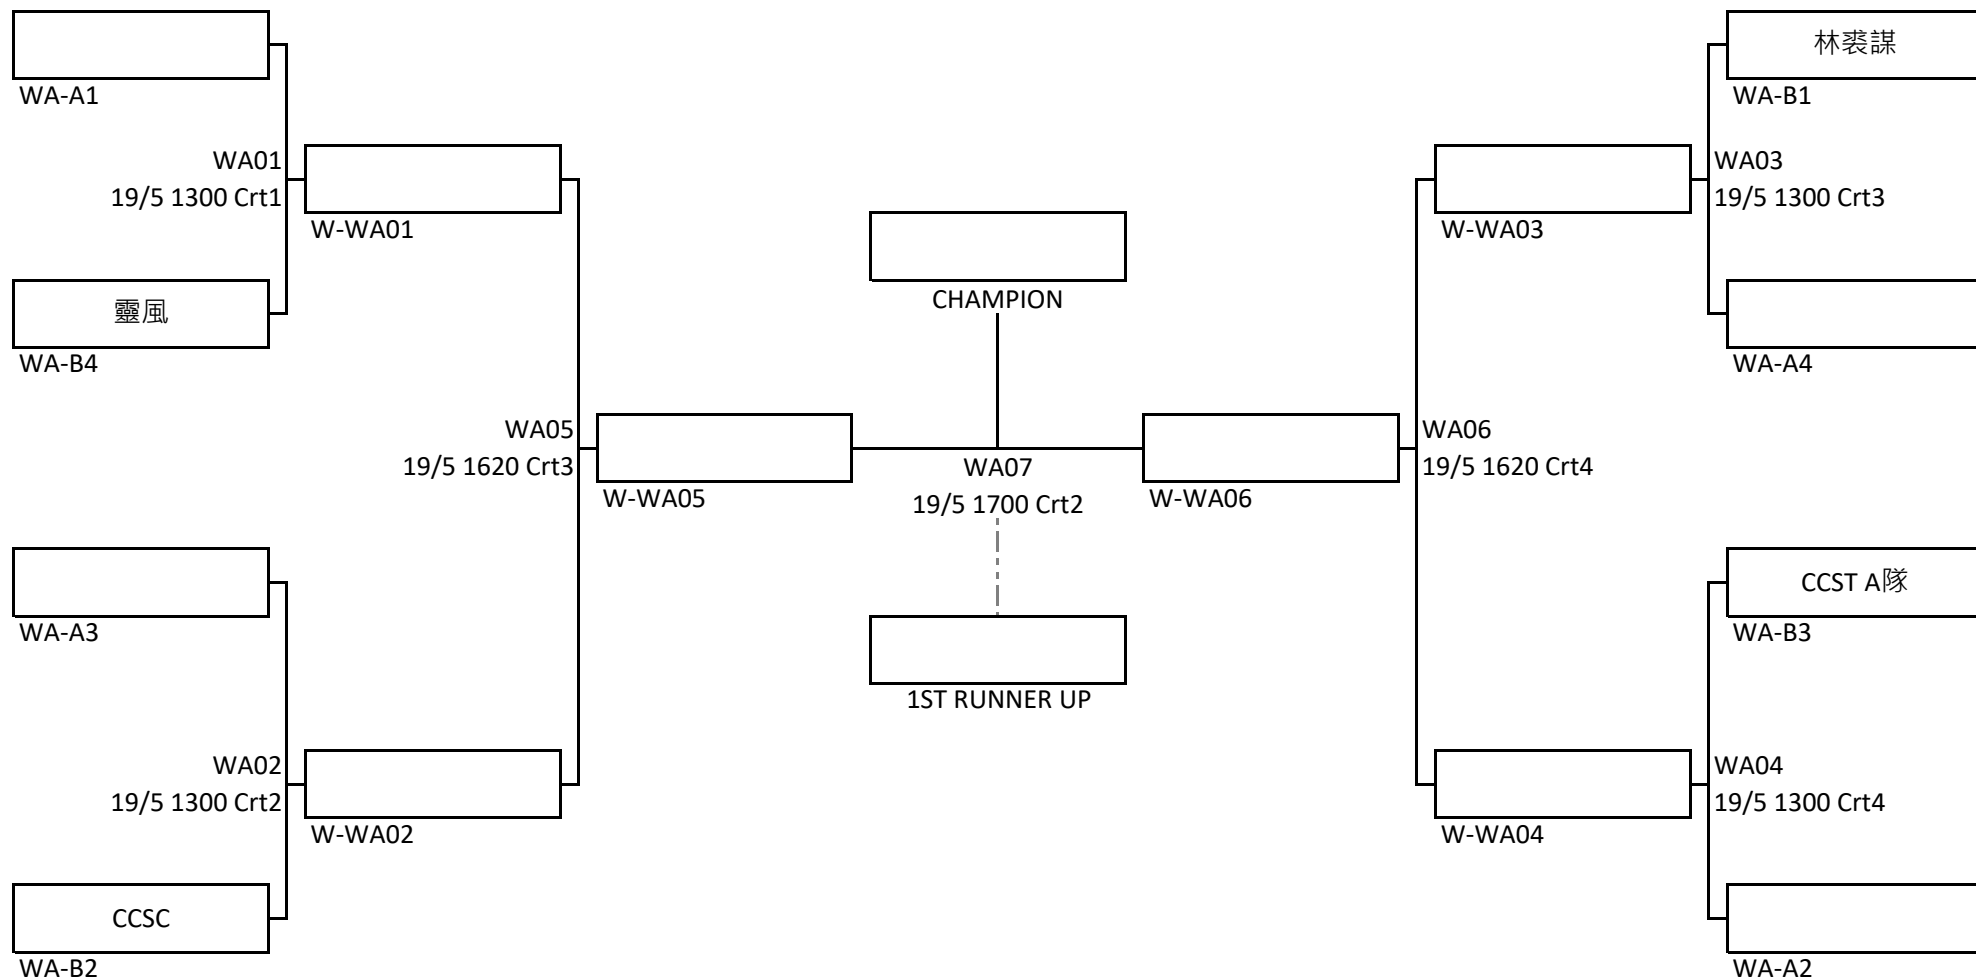 林裘謀
WA-A1
WA-B1
WA01
19/5 1300 Crt1
WA03
19/5 1300 Crt3
W-WA01
W-WA03
CHAMPION
靈風
WA-B4
WA-A4
WA05
19/5 1620 Crt3
WA06
19/5 1620 Crt4
WA07
19/5 1700 Crt2
W-WA05
W-WA06
CCST A隊
WA-A3
WA-B3
1ST RUNNER UP
WA02
19/5 1300 Crt2
WA04
19/5 1300 Crt4
W-WA02
W-WA04
CCSC
WA-B2
WA-A2